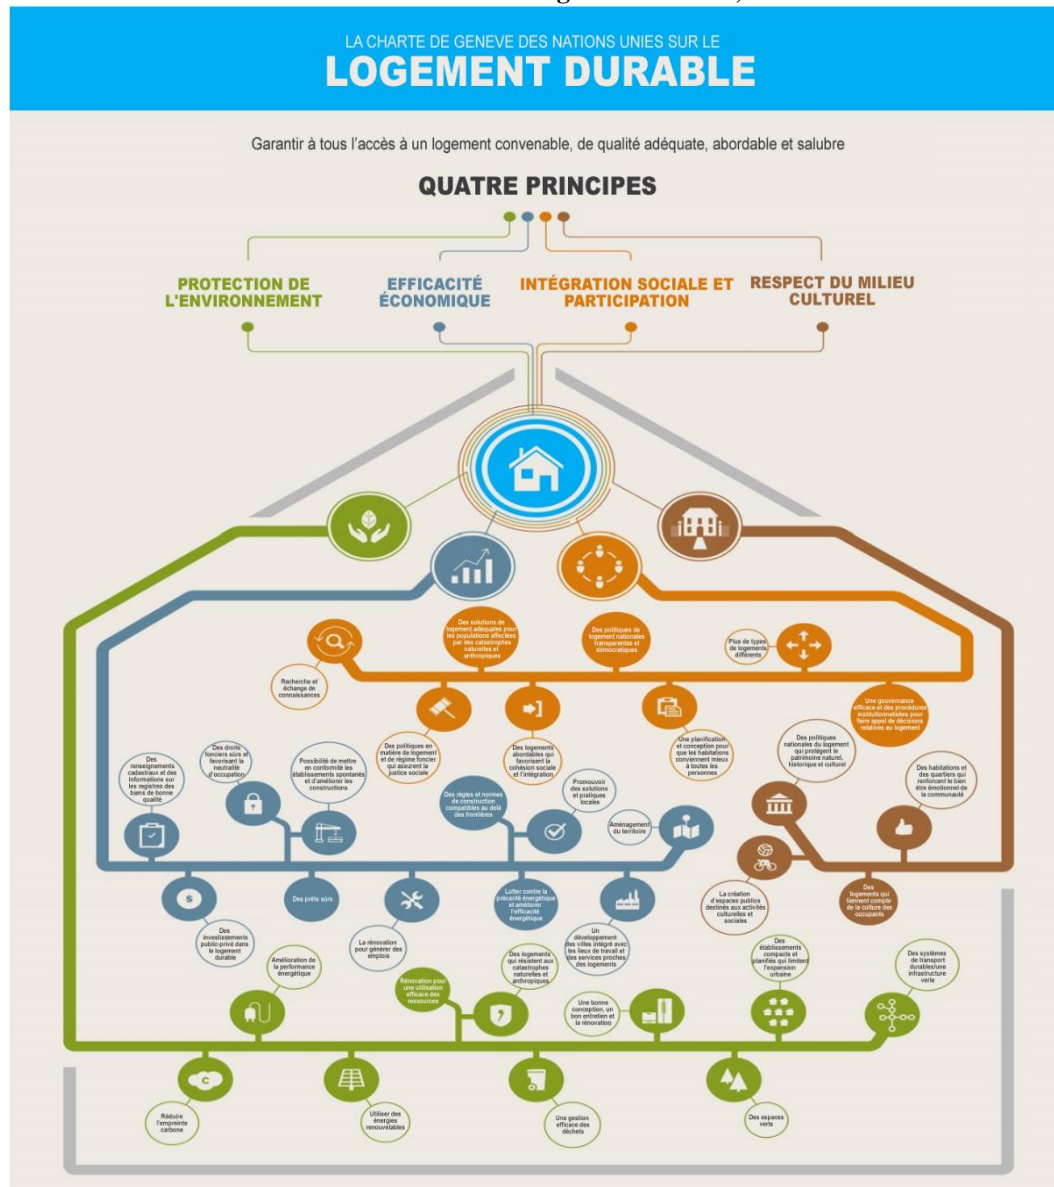 LA CHARTE DE GENEVE DES NATIONS UNIES SUR LE
LOGEMENT DURABLE
Garantir à tous l'accès à un logement convenable, de qualité adéquate, abordable et salubre
QUATRE PRINCIPES
PROTECTION DE
L'ENVIRONNEMENT
EFFICACITÉ
ÉCONOMIQUE
INTÉGRATION SOCIALE ET
PARTICIPATION
RESPECT DU MILIEU
CULTUREL
Des solutions de
logement adéquates pour
les populations affectées
par des catastrophes
naturelles et
anthropiques
Des politiques de
logement nationales
transparentes et
démocratiques
Plus de types
de logements
différents
Recherche et
échange de
connaissances
Des politiques en
matière de logement
et de régime foncier
qui assurent la
justice sociale
Des logements
abordables qui
favorisent la
cohésion sociale
et l'intégration
Une planification
et conception pour
que les habitations
conviennent mieux
à toutes les
personnes
Une gouvernance
efficace et des procédures
institutionnalisées pour
faire appel de décisions
relatives au logement
Des
renseignements
cadastraux et des
informations sur
les registres des
biens de bonne
qualité
Des droits
fonciers sûrs et
favorisant la
neutralité
d'occupation
Possibilité de mettre
en conformité les
établissements spontanés
et d'améliorer les
constructions
Des règles et normes
de construction
compatibles au delà
des frontières
Promouvoir
des solutions
et pratiques
locales
Aménagement
du territoire
Des politiques
nationales du logement
qui protègent le
patrimoine naturel,
historique et culturel
Des habitations et
des quartiers qui
renforcent le bien
être émotionnel de
la communauté
S
Des
investissements
public-privé dans
le logement
durable
Des prêts sûrs
La rénovation
pour générer des
emplois
Lutter contre la
précarité énergétique
et améliorer
l'efficacité
énergétique
Un
développement
des villes intégré avec
les lieux de travail et
des services proches
des logements
La création
d'espaces publics
destinés aux activités
culturelles et
sociales
Des
logements qui
tiennent compte
de la culture des
occupants
Amélioration de
la performance
énergétique
Rénovation pour
une utilisation
efficace des
ressources
Des logements
qui résistent aux
catastrophes
naturelles et
anthropiques
Une bonne
conception, un
bon entretien et
la rénovation
Des
établissements
compacts et
planifiés qui limitent
l'expansion
urbaine
Des systèmes
de transport
durables/une
infrastructure
verte
C
Réduire
l'empreinte
carbone
Utiliser des
énergies
renouvelables
Une gestion
efficace des
déchets
Des espaces
verts